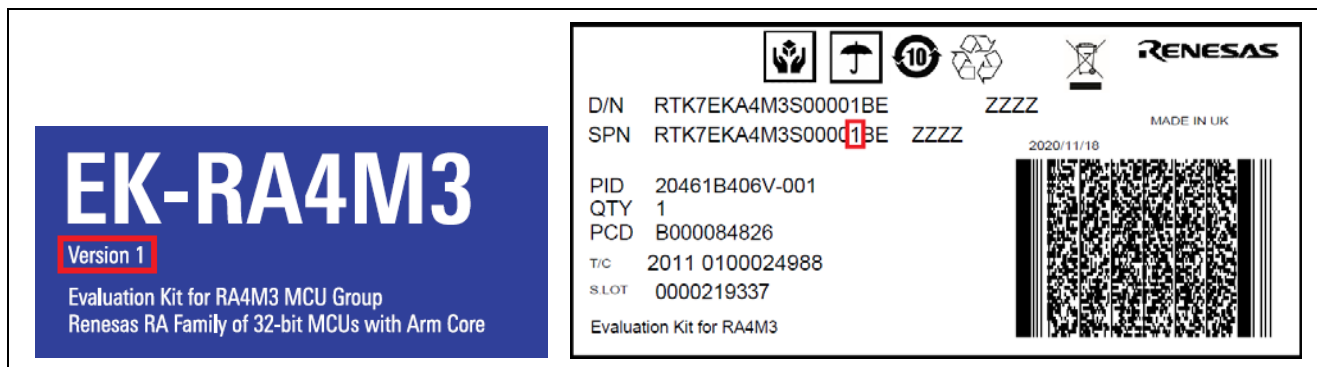 EK-RA4M3
Version 1
Evaluation Kit for RA4M3 MCU Group
Renesas RA Family of 32-bit MCUs with Arm Core
10
RENESAS
D/N RTK7EKA4M3S00001BE ZZZZ
SPN RTK7EKA4M3S00001BE ZZZZ
MADE IN UK
2020/11/18
PID 20461B406V-001
QTY 1
PCD B000084826
T/C 2011 0100024988
S.LOT 0000219337
Evaluation Kit for RA4M3